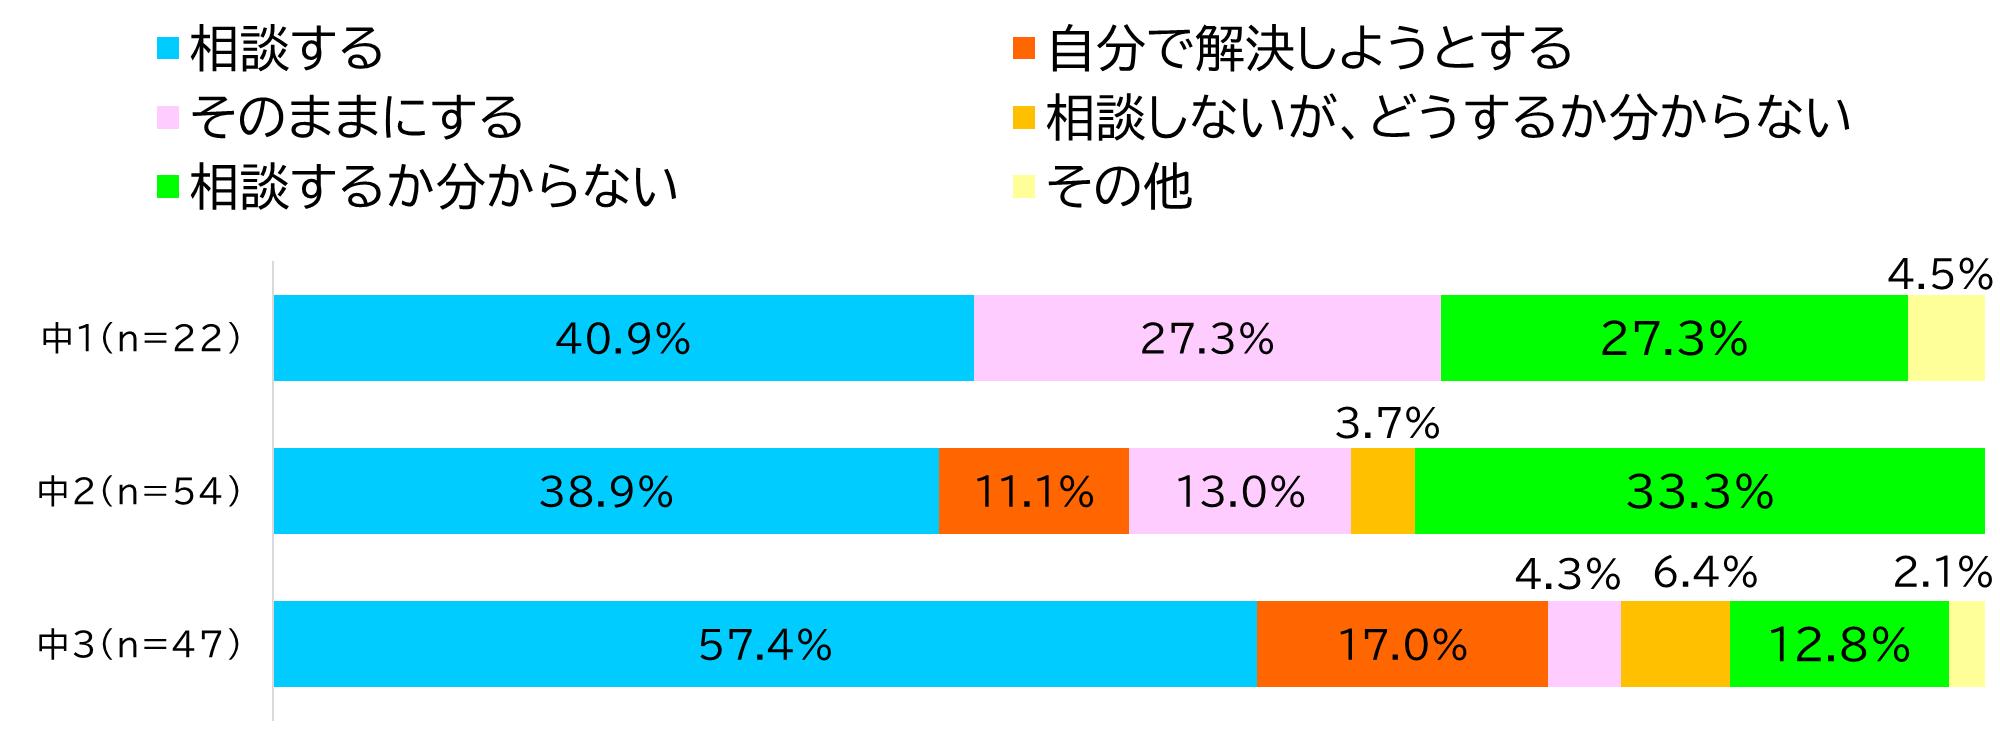 相談する 自分で解決しようとする
そのままにする 相談しないが、どうするか分からない
相談するか分からない その他
4.5%
中1(n=22) 40.9% 27.3% 27.3%
3.7%
中2(n=54) 38.9% 11.1% 13.0% 33.3%
4.3% 6.4% 2.1%
中3(n=47) 57.4% 17.0% 12.8%